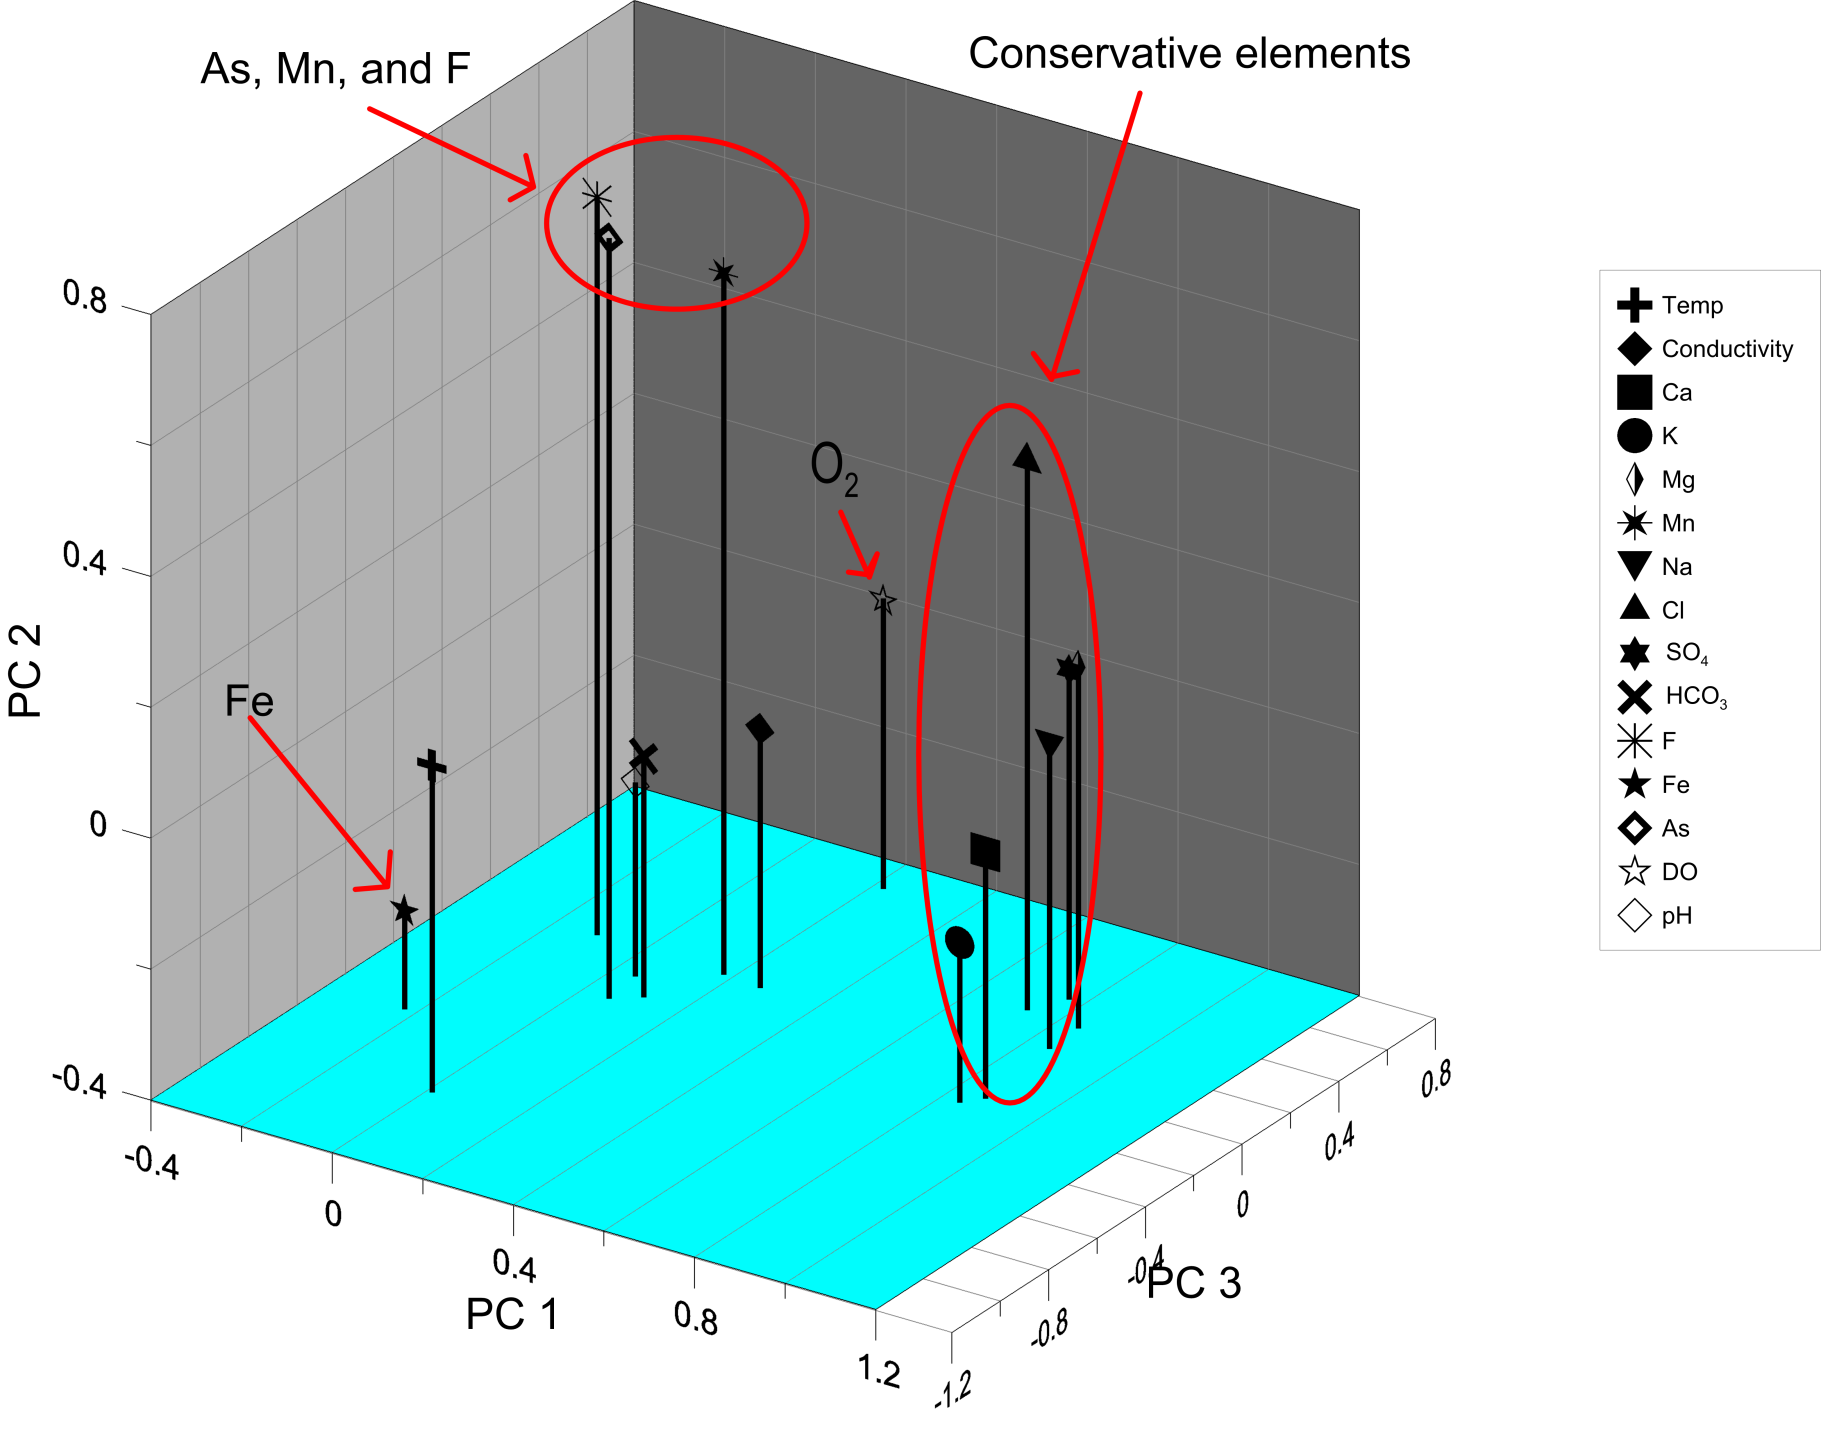 As, Mn, and F
Conservative elements
O2
Fe
PC 2
0.8
0.4
0
-0.4
-0.4
0
0.4
0.8
1.2
PC 1
-1.2
-0.8
-0.4
0
0.4
0.8
PC 3
Temp
Conductivity
Ca
K
Mg
Mn
Na
Cl
SO4
HCO3
F
Fe
As
DO
pH